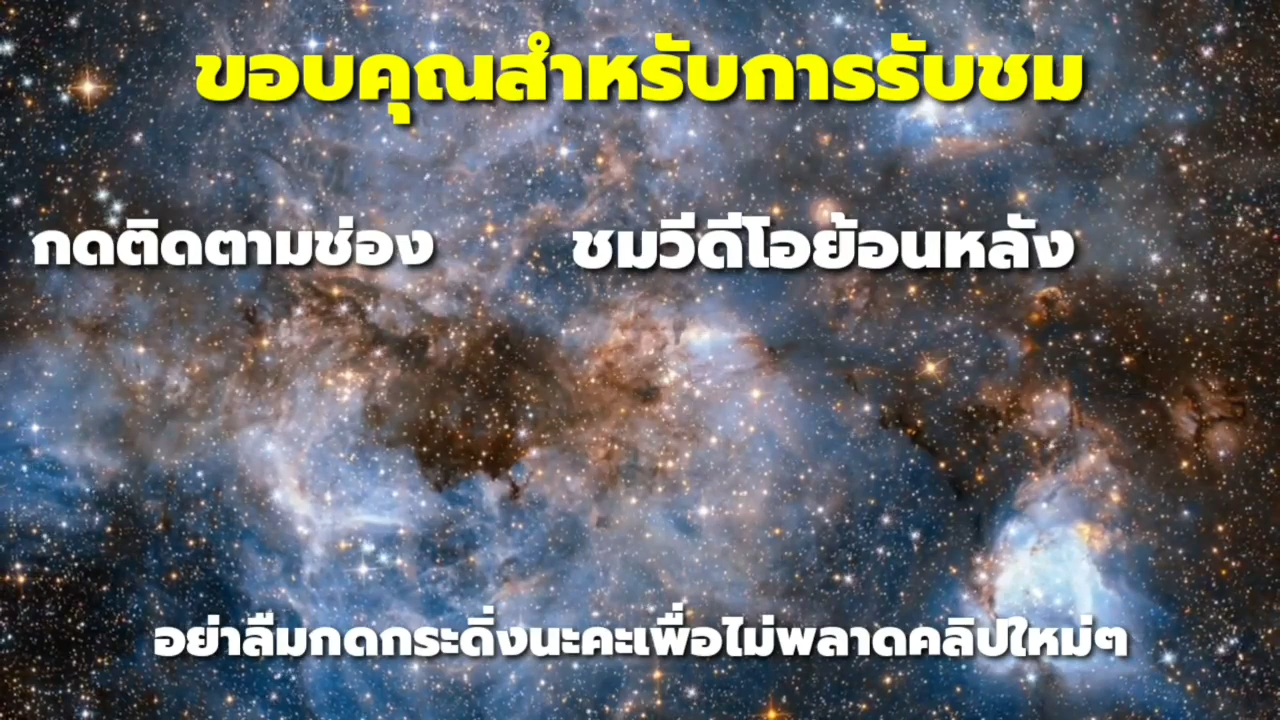 ขอบคุณสำหรับการรับชม
กดติดตามช่อง
ชมวีดีโอย้อนหลัง
อย่าลืมกดกระดิ่งนะคะเพื่อไม่พลาดคลิปใหม่ๆ